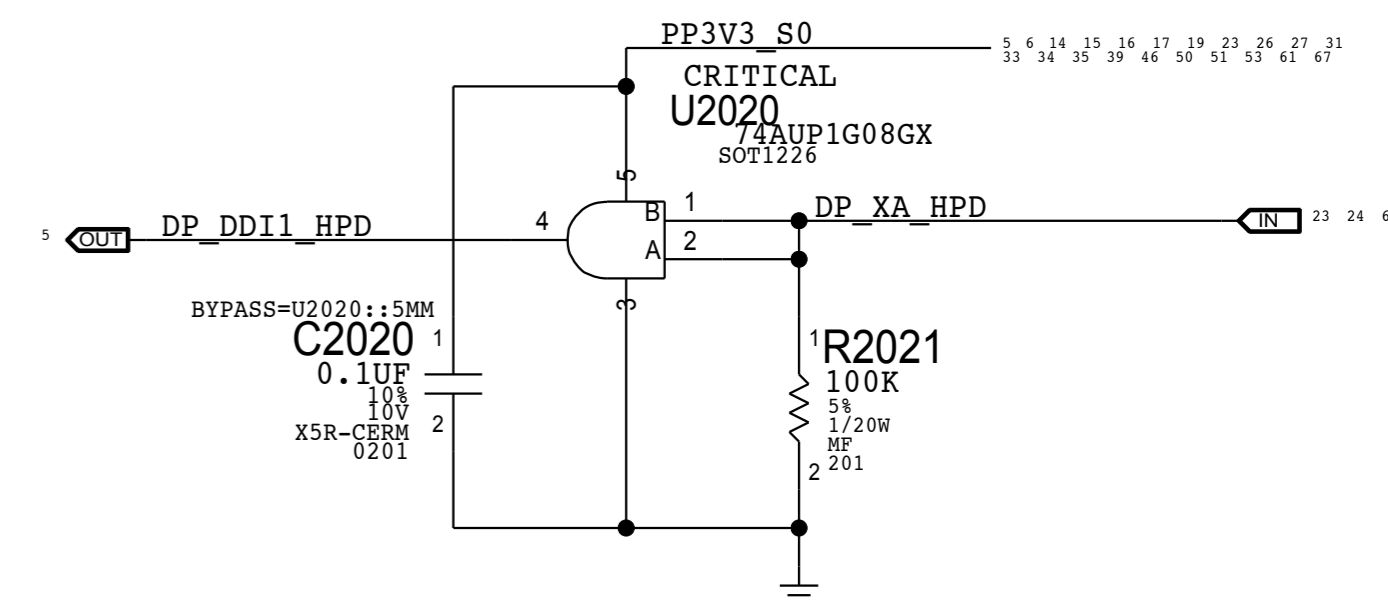 PP3V3_S0
5 6 14 15 16 17 19 23 26 27 31
33 34 35 39 46 50 51 53 61 67
CRITICAL
U2020
74AUP1G08GX
SOT1226
5
B 1
A 2
4
3
DP_XA_HPD
IN 23 24 6
5 OUT DP_DDI1_HPD
BYPASS=U2020::5MM
C2020 1
0.1UF
10%
10V
X5R-CERM 2
0201
1 R2021
100K
5%
1/20W
MF
2 201